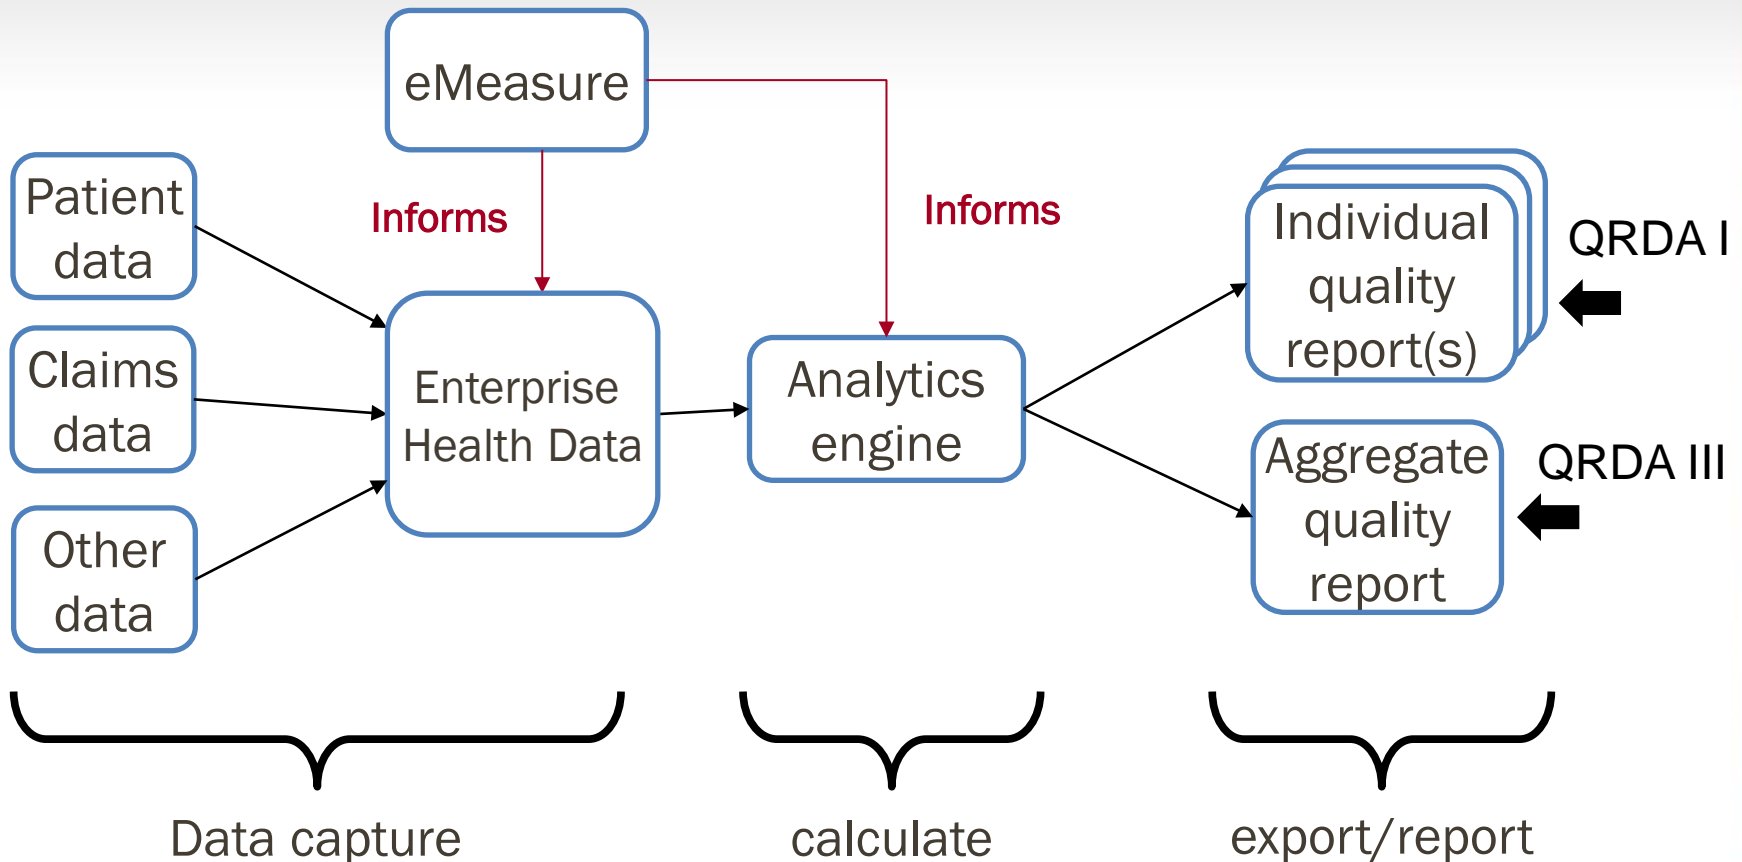 eMeasure
Patient
data
Informs
Informs
Individual
quality
report(s)
QRDA I
Claims
data
Enterprise
Health Data
Analytics
engine
Aggregate
quality
report
QRDA III
Other
data
Data capture
calculate
export/report